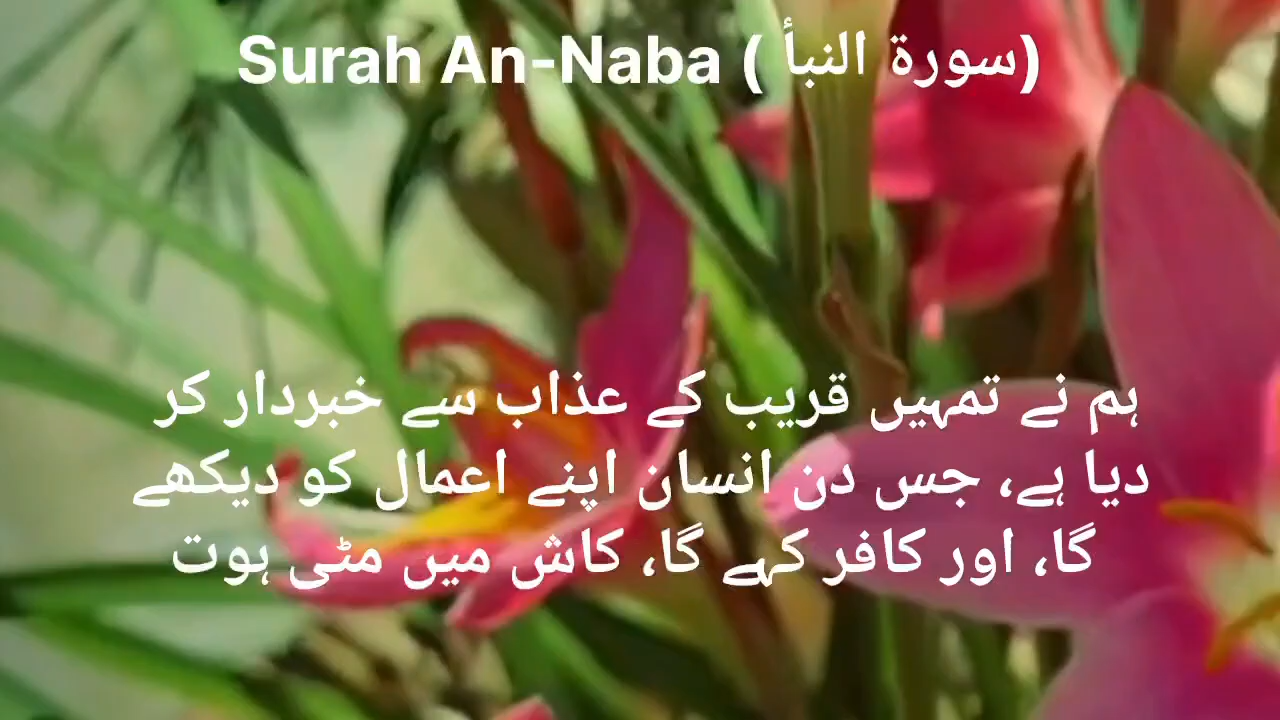 Surah An-Naba ( سورة النبأ)
ہم نے تمہیں قریب کے عذاب سے خبردار کر
دیا ہے، جس دن انسان اپنے اعمال کو دیکھے
گا، اور کافر کہے گا، کاش میں مٹی ہوت